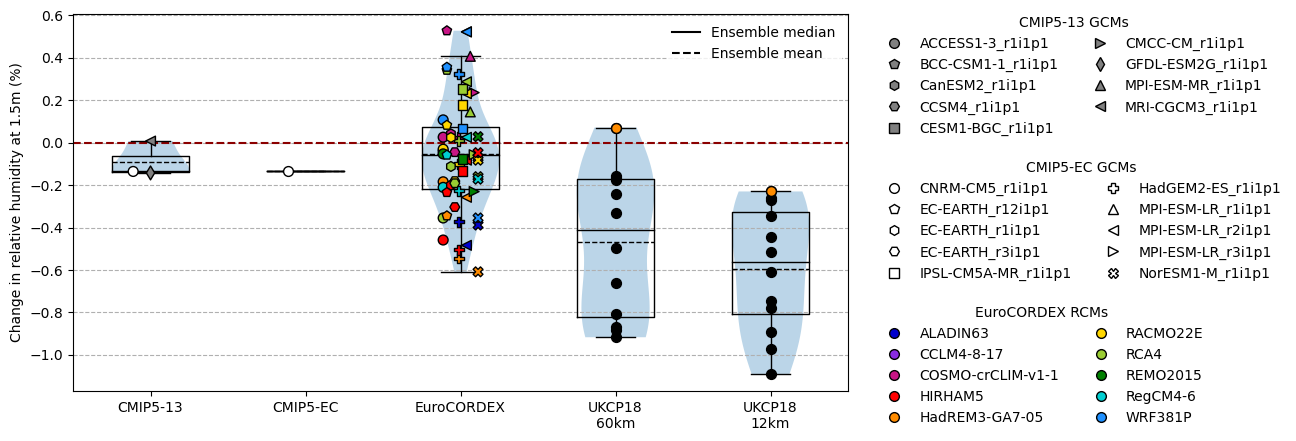 Change in relative humidity at 1.5m (%)
0.6
0.4
0.2
0.0
−0.2
−0.4
−0.6
−0.8
−1.0
CMIP5-13
CMIP5-EC
EuroCORDEX
UKCP18
60km
UKCP18
12km
Ensemble median
Ensemble mean
CMIP5-13 GCMs
ACCESS1-3_r1i1p1
BCC-CSM1-1_r1i1p1
CanESM2_r1i1p1
CCSM4_r1i1p1
CESM1-BGC_r1i1p1
CMCC-CM_r1i1p1
GFDL-ESM2G_r1i1p1
MPI-ESM-MR_r1i1p1
MRI-CGCM3_r1i1p1
CMIP5-EC GCMs
CNRM-CM5_r1i1p1
EC-EARTH_r12i1p1
EC-EARTH_r1i1p1
EC-EARTH_r3i1p1
IPSL-CM5A-MR_r1i1p1
HadGEM2-ES_r1i1p1
MPI-ESM-LR_r1i1p1
MPI-ESM-LR_r2i1p1
MPI-ESM-LR_r3i1p1
NorESM1-M_r1i1p1
EuroCORDEX RCMs
ALADIN63
CCLM4-8-17
COSMO-crCLIM-v1-1
HIRHAM5
HadREM3-GA7-05
RACMO22E
RCA4
REMO2015
RegCM4-6
WRF381P